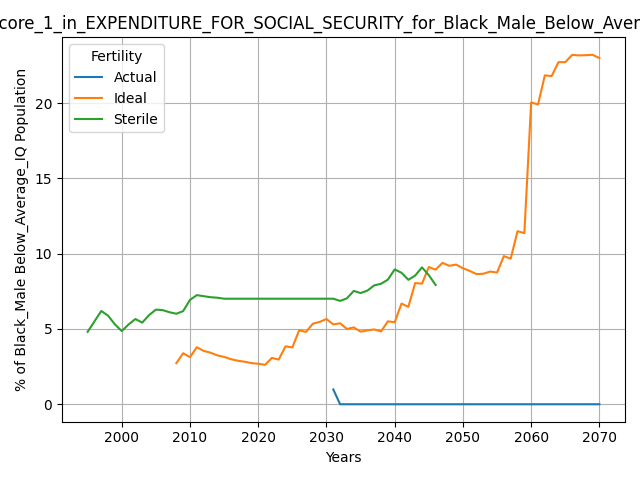 core_1_in_EXPENDITURE_FOR_SOCIAL_SECURITY_for_Black_Male_Below_Aver
Fertility
Actual
Ideal
Sterile
% of Black_Male Below_Average_IQ Population
20
15
10
5
0
2000 2010 2020 2030 2040 2050 2060 2070
Years